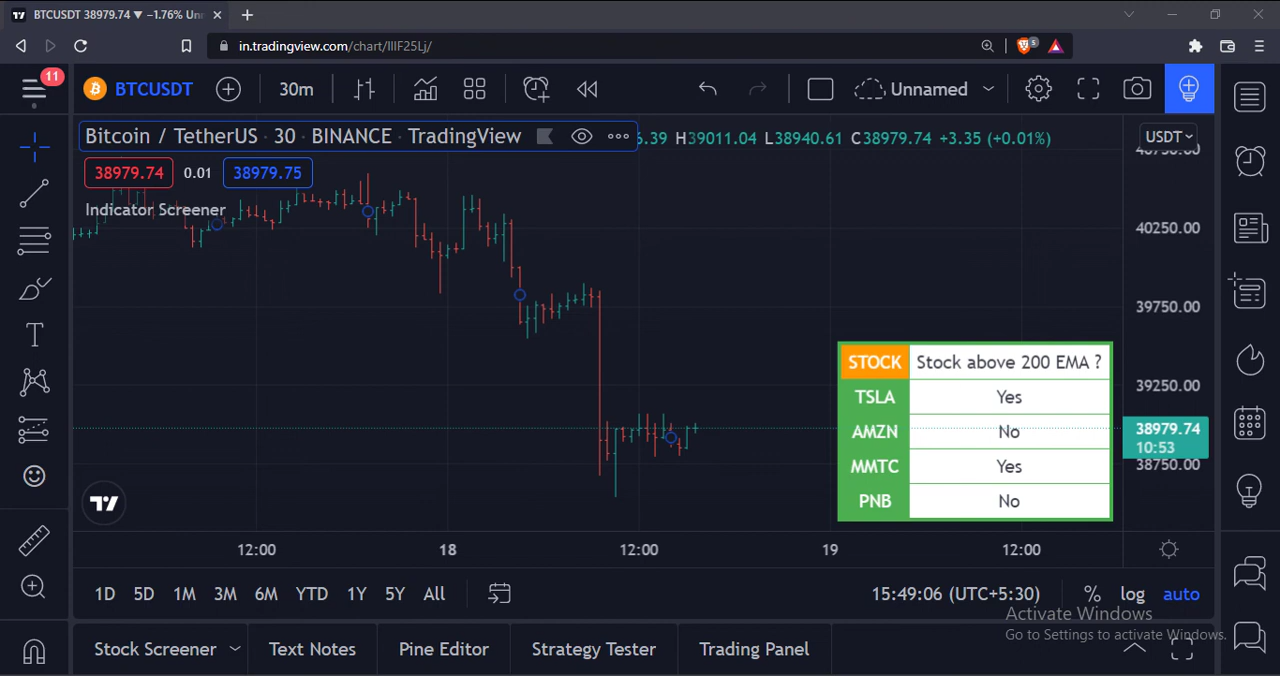 BTCUSDT 38979.74 ▼ −1.76% Unn
in.tradingview.com/chart/IIIF25Lj/
5
11
BTCUSDT
30m
Unnamed
Bitcoin / TetherUS · 30 · BINANCE · TradingView
6.39 H39011.04 L38940.61 C38979.74 +3.35 (+0.01%)
USDT
38979.74 0.01 38979.75
Indicator Screener
40250.00
39750.00
39250.00
38979.74
10:53
38750.00
STOCK Stock above 200 EMA ?
TSLA Yes
AMZN No
MMTC Yes
PNB No
12:00 18 12:00 19 12:00
1D 5D 1M 3M 6M YTD 1Y 5Y All
15:49:06 (UTC+5:30) % log auto
Activate Windows
Go to Settings to activate Windows.
Stock Screener Text Notes Pine Editor Strategy Tester Trading Panel